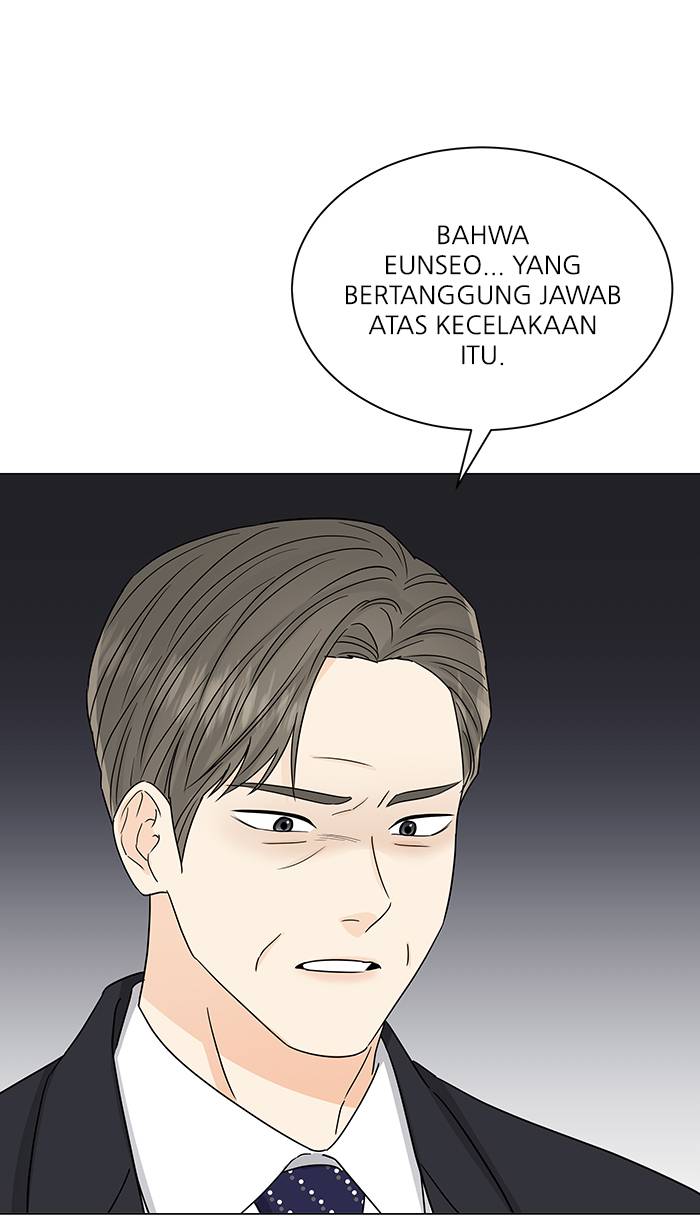 BAHWA
EUNSEO... YANG
BERTANGGUNG JAWAB
ATAS KECELAKAAN
ITU.